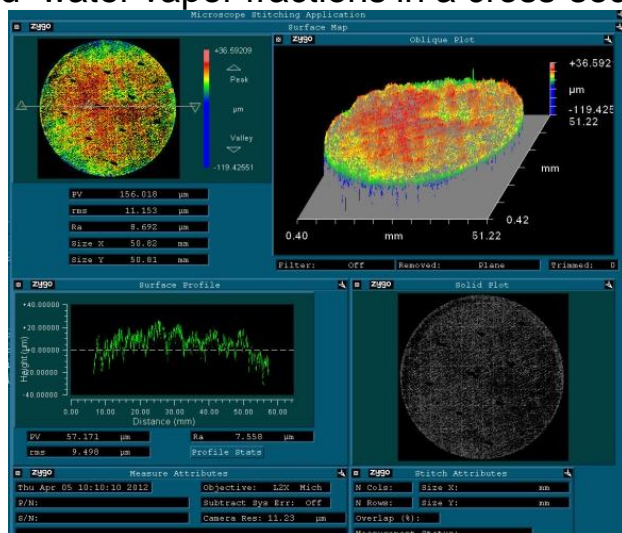 water vapor fractions in a cross
Microscope Stitching Application
zygo Surface Map
+36.59209
Peak
µm
Valley
-119.42551
PV 156.018 µm
rms 11.153 µm
Ra 8.692 µm
Size X 50.82 mm
Size Y 50.81 mm
zygo Oblique Plot
+36.592
µm
-119.425
51.22
mm
0.42
0.40 mm 51.22
Filter: Off Removed: Plane Trimmed: 0
zygo Surface Profile
+40.00000
+20.00000
+0.00000
-20.00000
-40.00000
Height (µm)
0.00 10.00 20.00 30.00 40.00 50.00 60.00
Distance (mm)
PV 57.171 µm Ra 7.558 µm
rms 9.498 µm Profile Stats
zygo Solid Plot
zygo Measure Attributes
Thu Apr 05 10:10:10 2012 Objective: L2X Mich
P/N: Subtract Sys Err: Off
S/N: Camera Res: 11.23 µm
zygo Stitch Attributes
N Cols: Size X: mm
N Rows: Size Y: mm
Overlap (%):